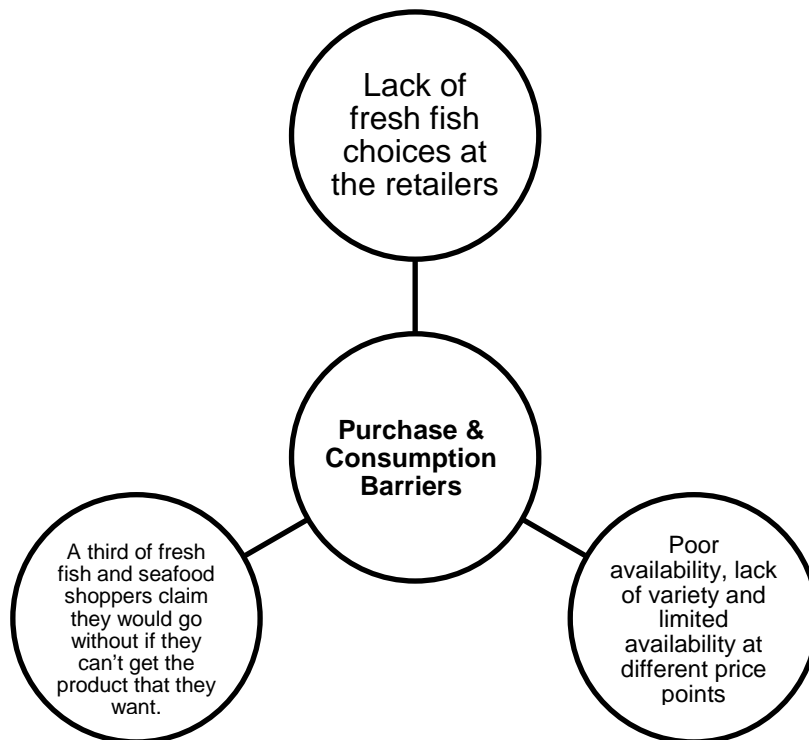 Lack of
fresh fish
choices at
the retailers
Purchase &
Consumption
Barriers
A third of fresh
fish and seafood
shoppers claim
they would go
without if they
can’t get the
product that they
want.
Poor
availability, lack
of variety and
limited
availability at
different price
points